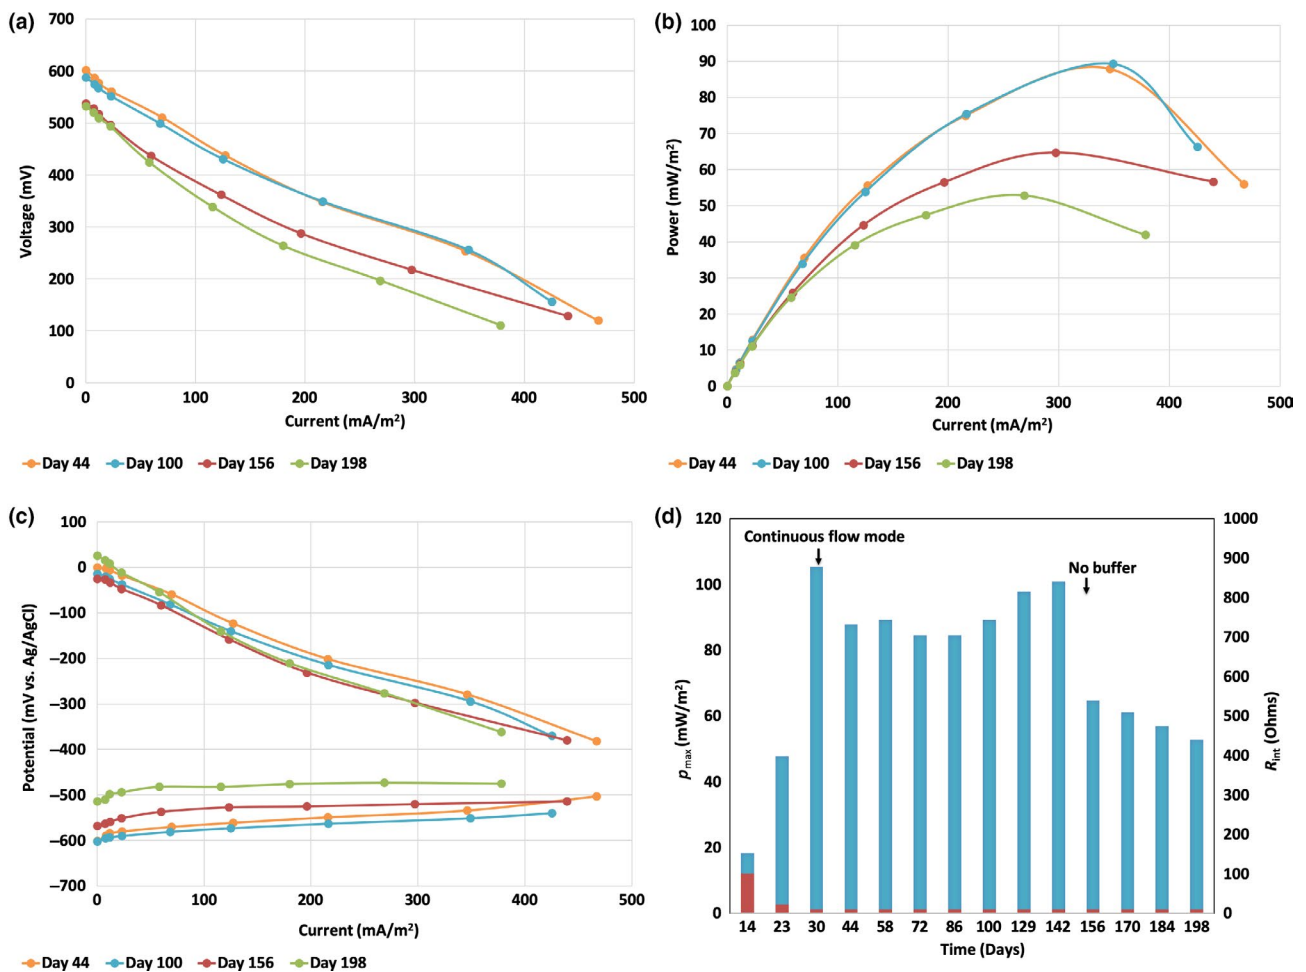 (a)
700
600
500
400
300
200
100
0
Voltage (mV)
0 100 200 300 400 500
Current (mA/m²)
Day 44 Day 100 Day 156 Day 198
(b)
100
90
80
70
60
50
40
30
20
10
0
Power (mW/m²)
0 100 200 300 400 500
Current (mA/m²)
Day 44 Day 100 Day 156 Day 198
(c)
100
0
–100
–200
–300
–400
–500
–600
–700
Potential (mV vs. Ag/AgCl)
0 100 200 300 400 500
Current (mA/m²)
Day 44 Day 100 Day 156 Day 198
(d)
120
100
80
60
40
20
0
pmax (mW/m²)
Continuous flow mode
No buffer
1000
900
800
700
600
500
400
300
200
100
0
Rint (Ohms)
14 23 30 44 58 72 86 100 129 142 156 170 184 198
Time (Days)